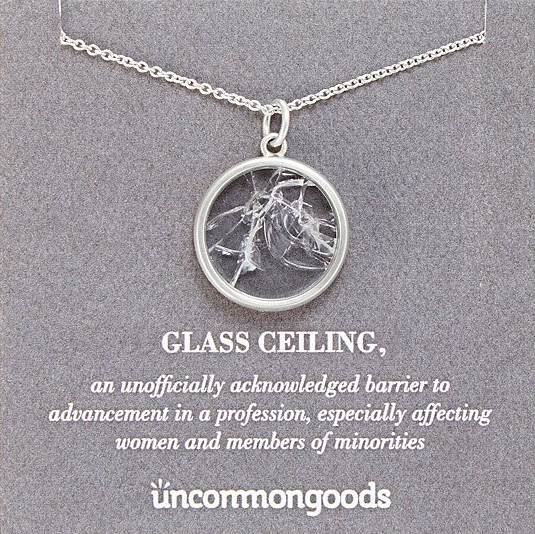 GLASS CEILING,
an unofficially acknowledged barrier to
advancement in a profession, especially affecting
women and members of minorities
uncommongoods